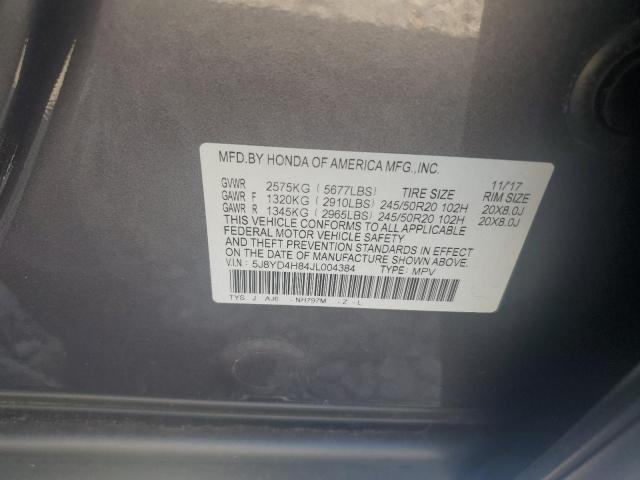 MFD.BY HONDA OF AMERICA MFG.,INC. 11/17
GVWR 2575KG (5677LBS) TIRE SIZE RIM SIZE
GAWR F 1320KG (2910LBS) 245/50R20 102H 20X8.0J
GAWR R 1345KG (2965LBS) 245/50R20 102H 20X8.0J
THIS VEHICLE CONFORMS TO ALL APPLICABLE
FEDERAL MOTOR VEHICLE SAFETY
AND THEFT PREVENTION STANDARDS IN EFFECT
ON THE DATE OF MANUFACTURE SHOWN ABOVE.
V.I.N.: 5J8YD4H84JL004384 TYPE: MPV
TYS J AJ6 -NH797M -Z -L